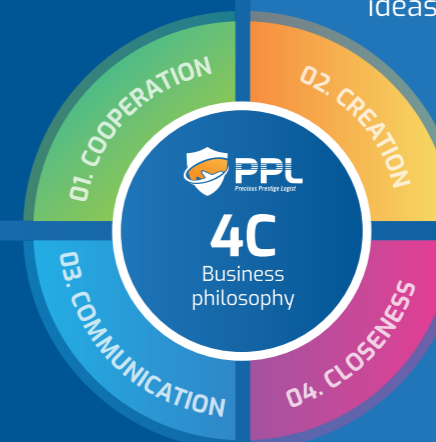 ideas
01. COOPERATION
02. CREATION
PPL
Precious Prestige Logist
4C
Business
philosophy
03. COMMUNICATION
04. CLOSENESS